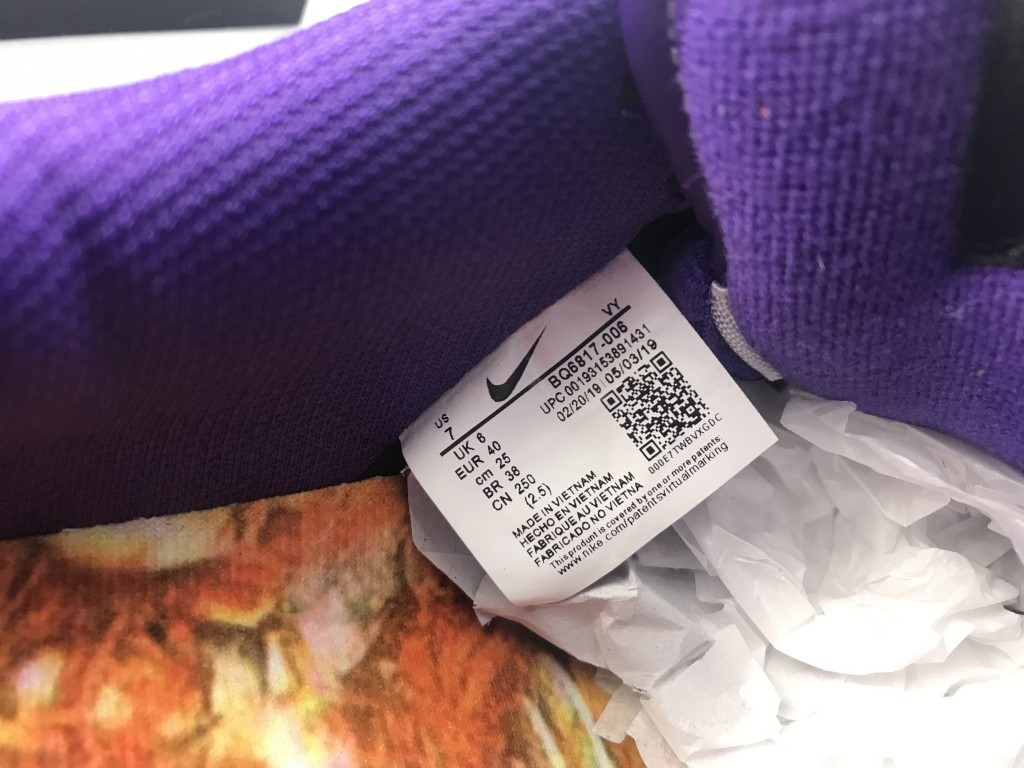 US VY
7
BQ6817-006
UPC 00193153891431
02/20/19 05/03/19
UK 6
EUR 40
cm 25
BR 38
CN 250
(2.5)
000E7TWBVXGDC
MADE IN VIETNAM
HECHO EN VIETNAM
FABRIQUE AU VIETNAM
FABRICADO NO VIETNA
This product is covered by one or more patents:
www.nike.com/patentsvirtualmarking